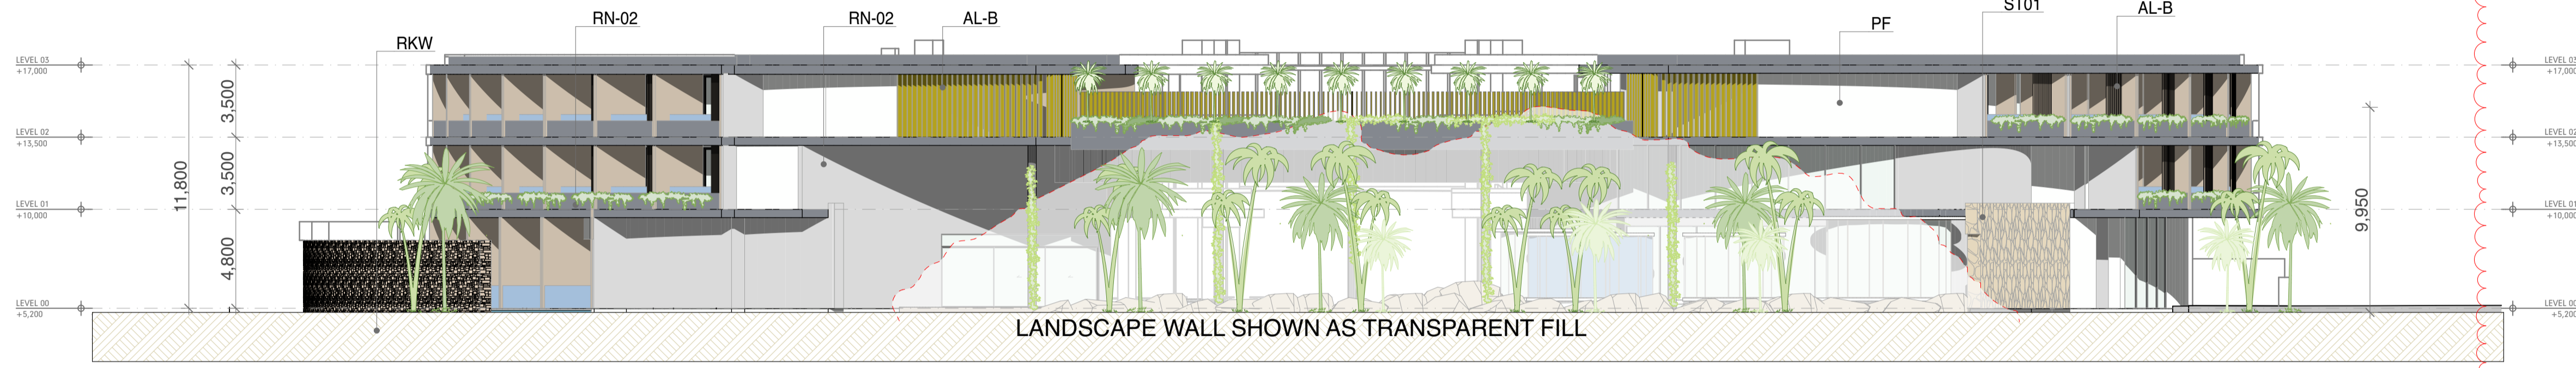 RN-02
RN-02
AL-B
ST01
AL-B
RKW
PF
LEVEL 03
+17,000
LEVEL 03
+17,000
3,500
LEVEL 02
+13,500
LEVEL 02
+13,500
11,800
3,500
LEVEL 01
+10,000
LEVEL 01
+10,000
9,950
4,800
LEVEL 00
+5,200
LEVEL 00
+5,200
LANDSCAPE WALL SHOWN AS TRANSPARENT FILL